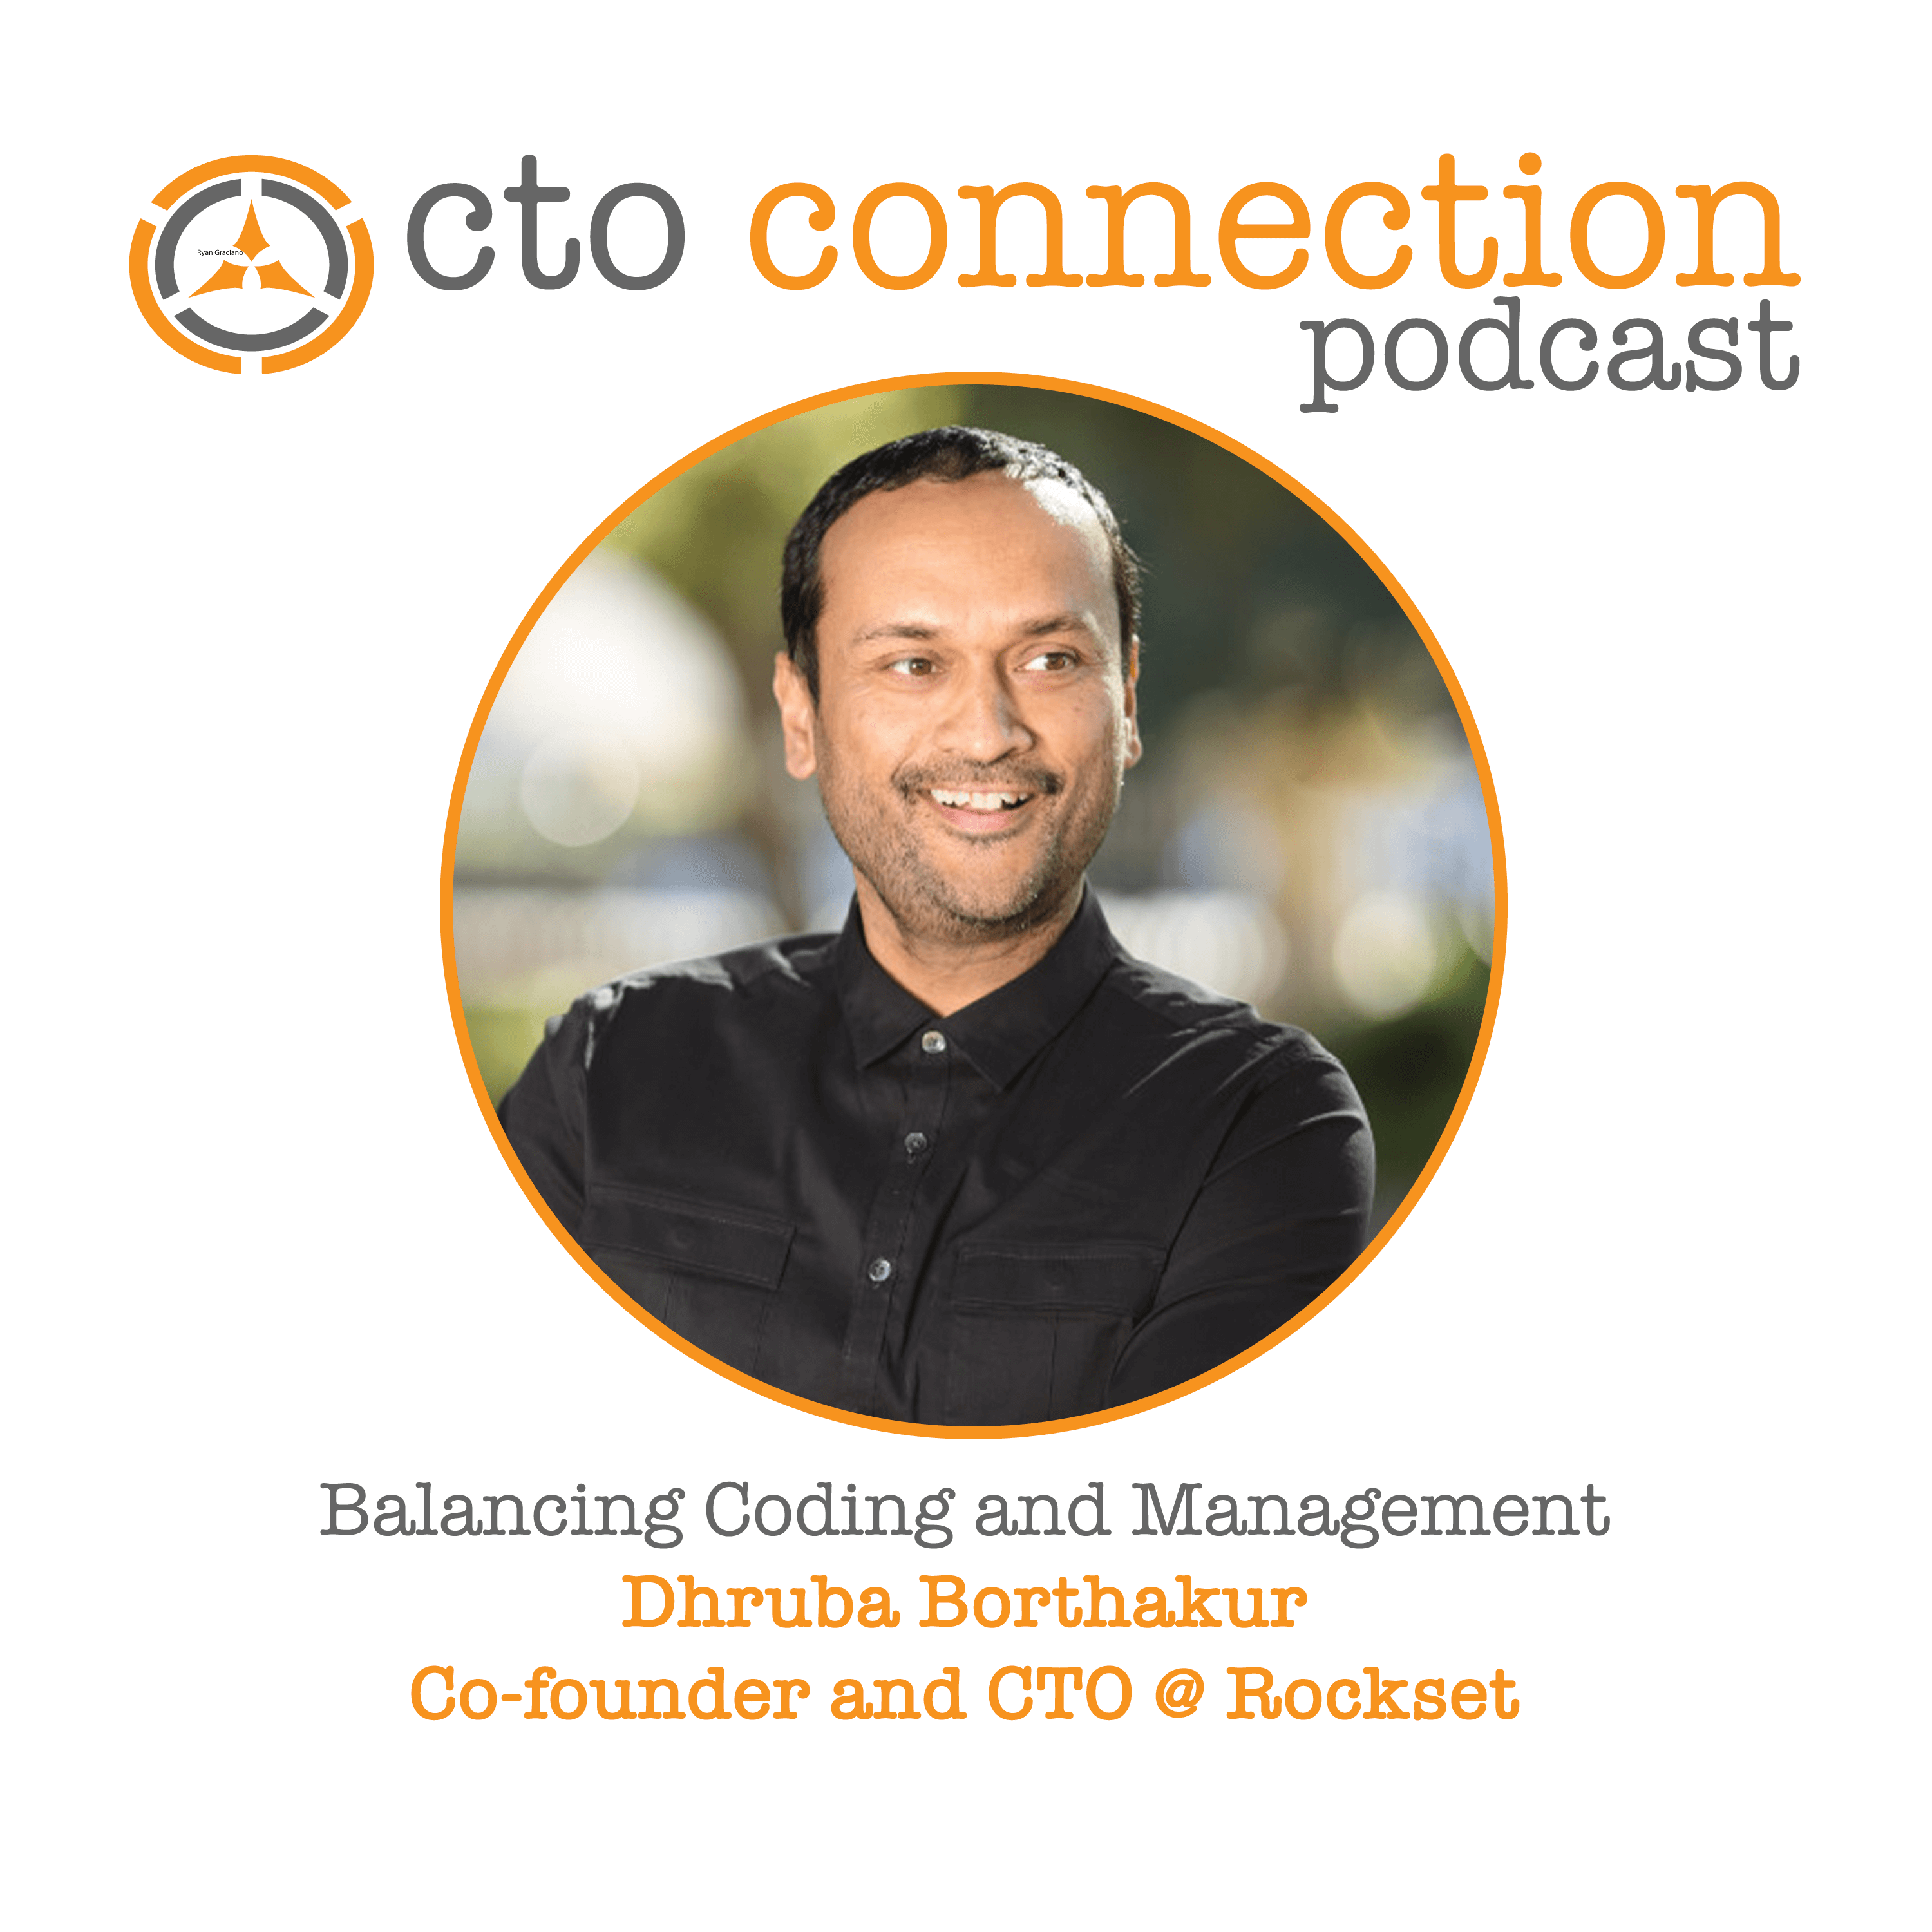 cto connection
podcast
Ryan Graciano
Balancing Coding and Management
Dhruba Borthakur
Co-founder and CTO @ Rockset